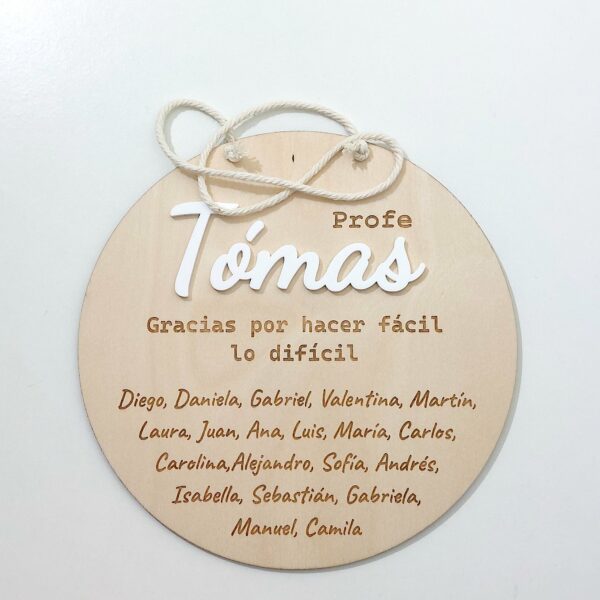 Profe
Tómas
Gracias por hacer fácil
lo difícil
Diego, Daniela, Gabriel, Valentina, Martín,
Laura, Juan, Ana, Luis, María, Carlos,
Carolina,Alejandro, Sofía, Andrés,
Isabella, Sebastián, Gabriela,
Manuel, Camila